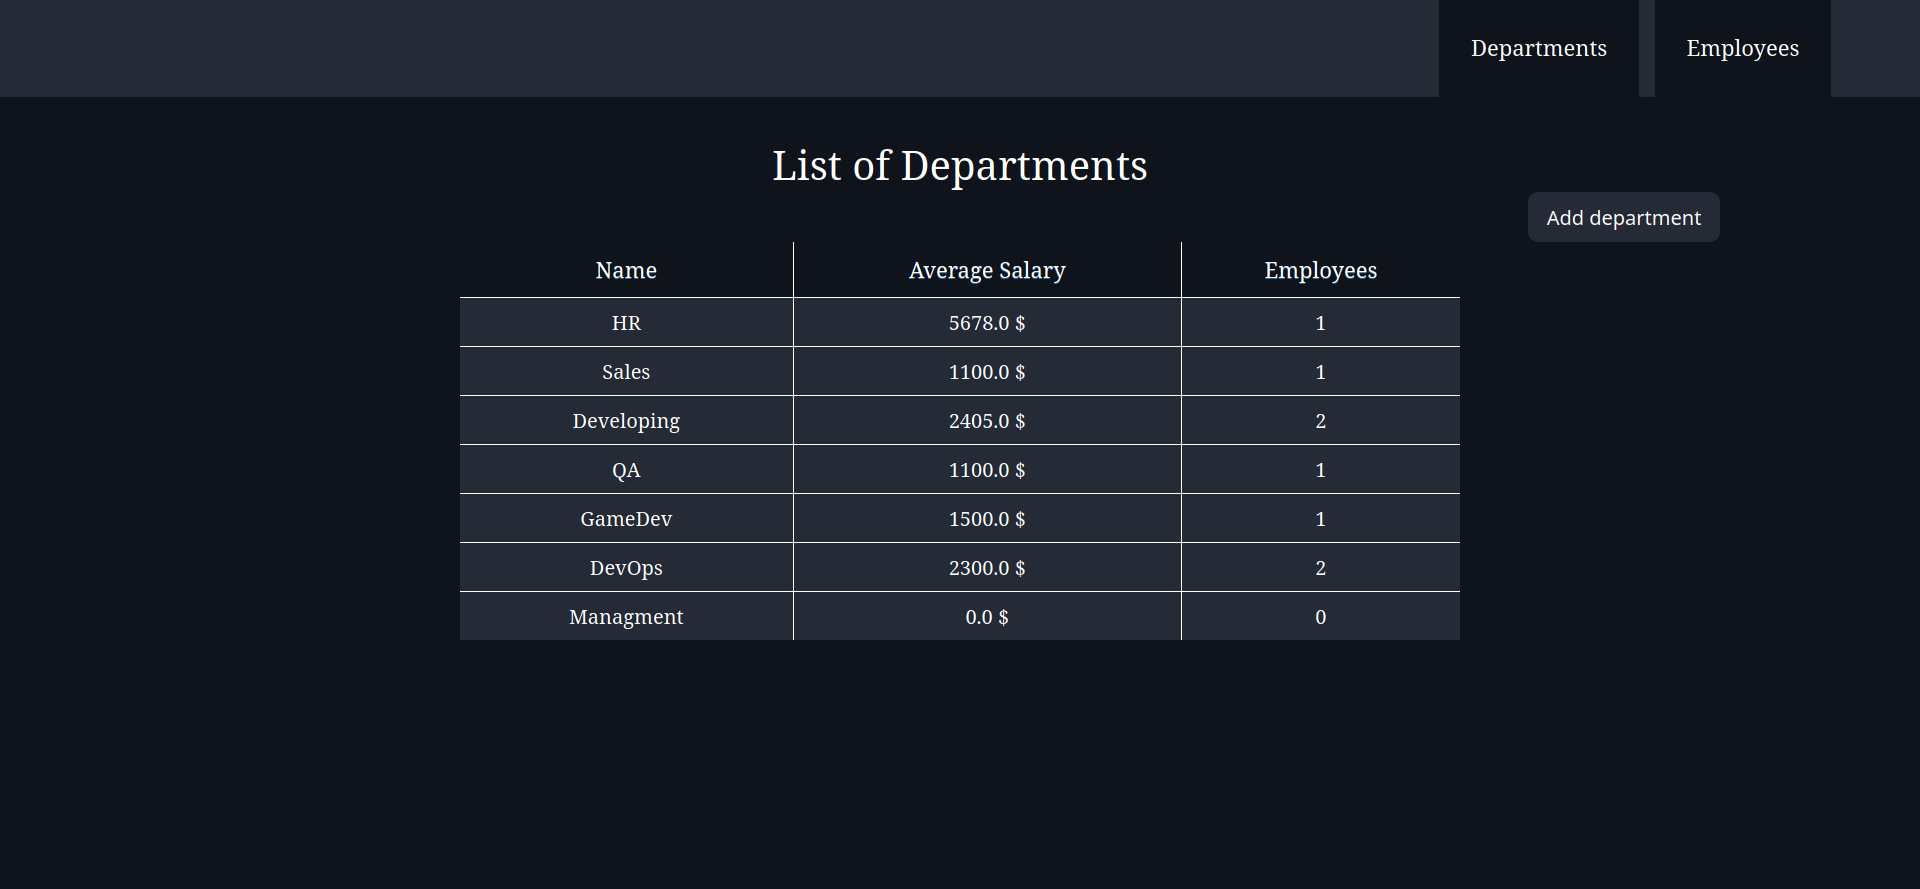 Departments Employees
List of Departments
Add department
Name Average Salary Employees
HR 5678.0 $ 1
Sales 1100.0 $ 1
Developing 2405.0 $ 2
QA 1100.0 $ 1
GameDev 1500.0 $ 1
DevOps 2300.0 $ 2
Managment 0.0 $ 0